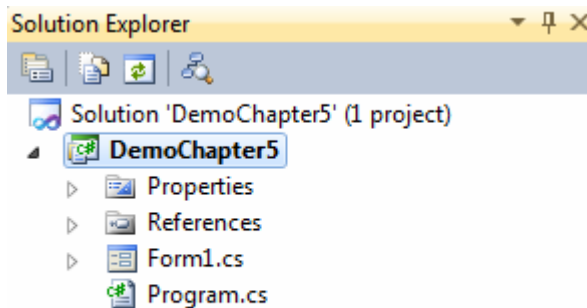 Solution Explorer
Solution 'DemoChapter5' (1 project)
DemoChapter5
Properties
References
Form1.cs
Program.cs